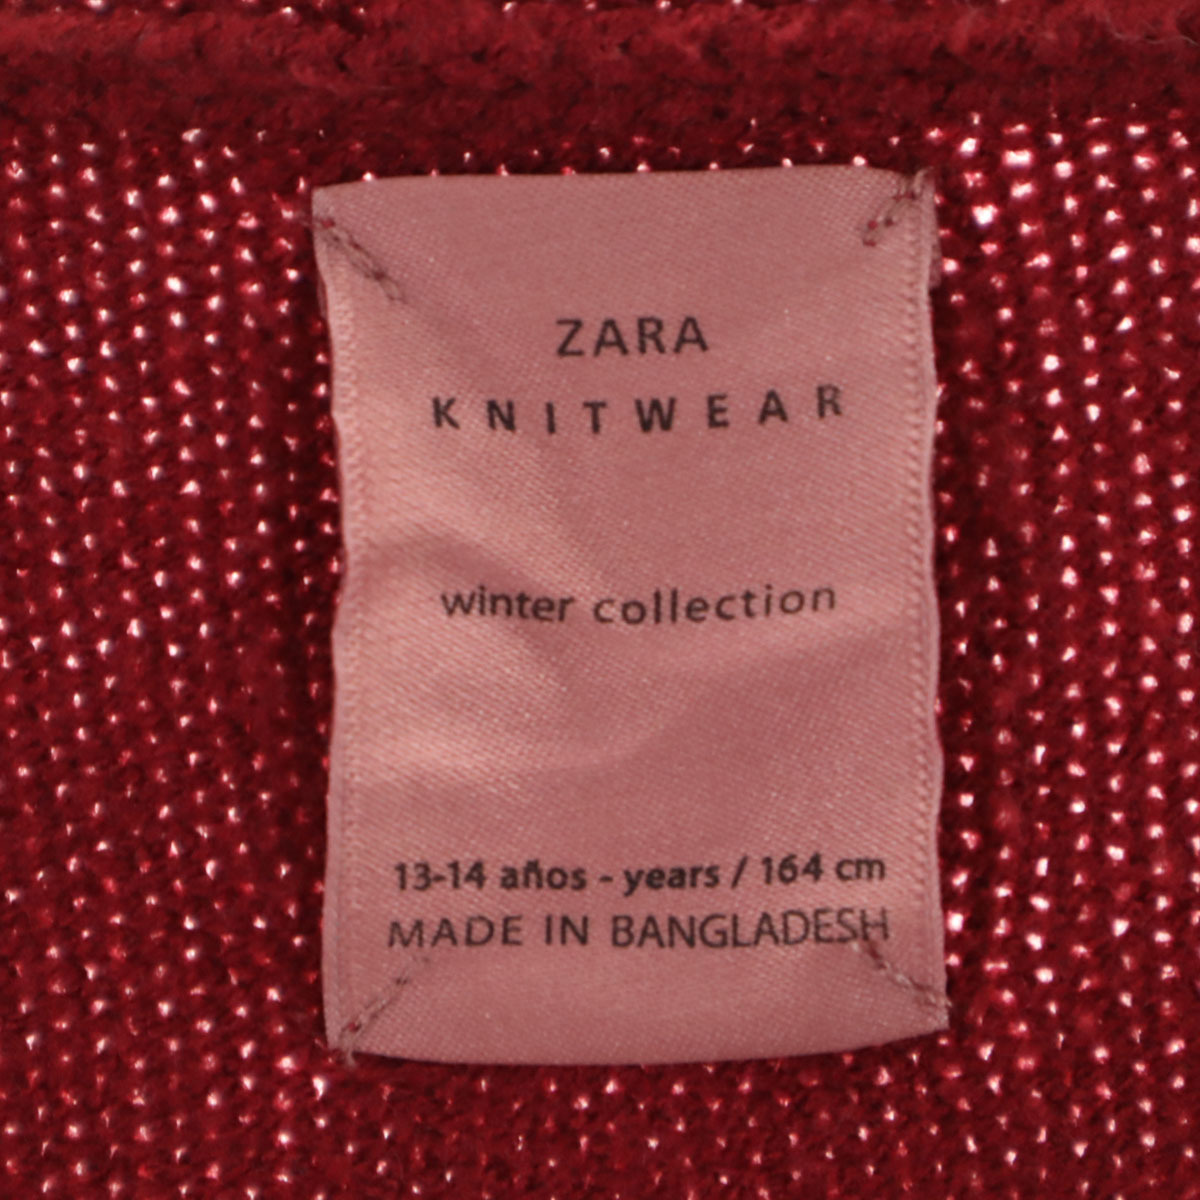 ZARA
KNITWEAR
winter collection
13-14 años - years / 164 cm
MADE IN BANGLADESH